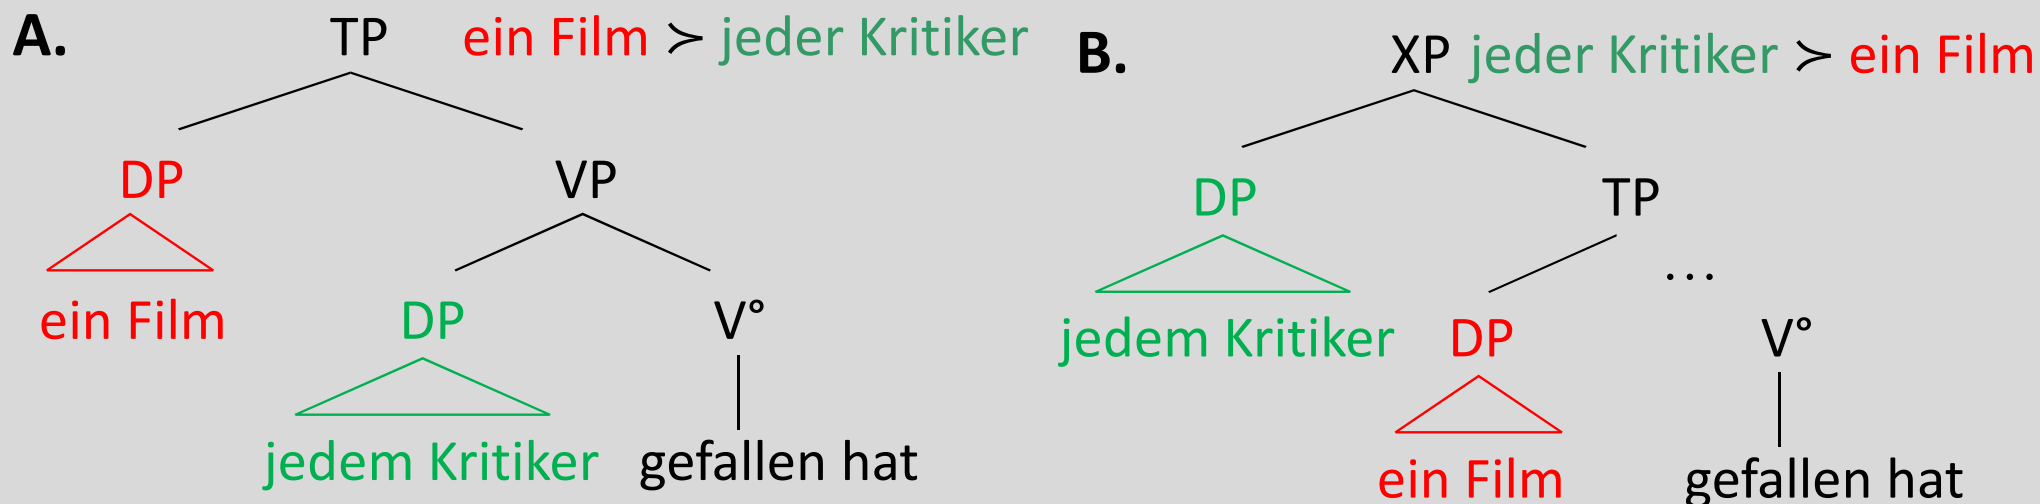 A. TP ein Film ≻ jeder Kritiker
DP VP
ein Film DP V°
jedem Kritiker gefallen hat
B. XP jeder Kritiker ≻ ein Film
DP TP
...
jedem Kritiker DP V°
ein Film gefallen hat